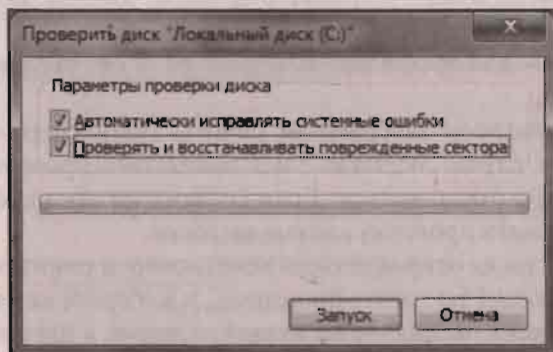 Проверить диск "Локальный диск (C:)"
Параметры проверки диска
Автоматически исправлять системные ошибки
Проверять и восстанавливать поврежденные сектора
Запуск
Отмена